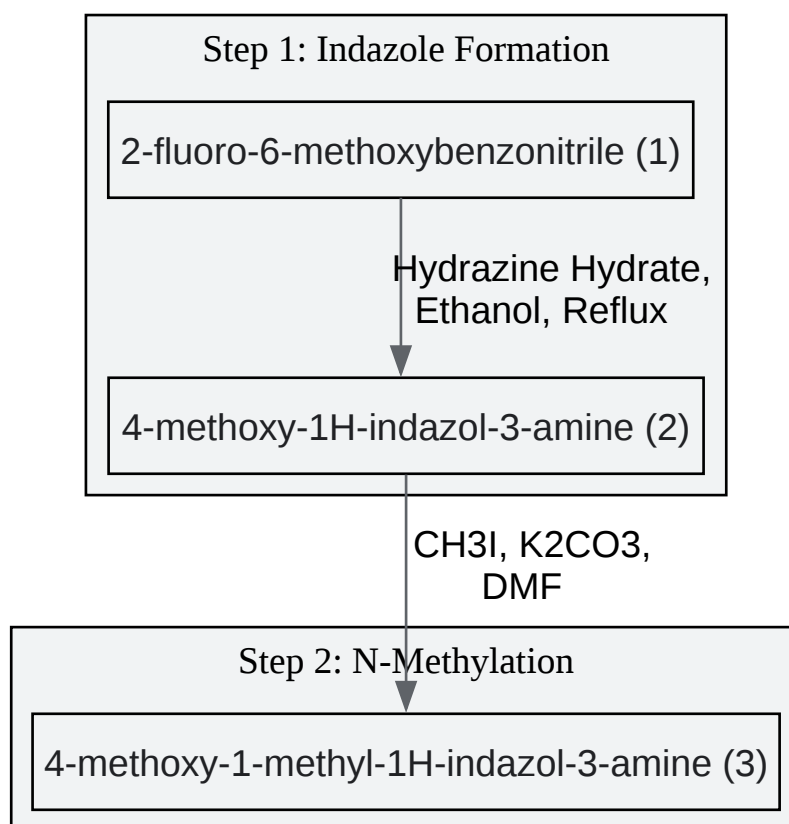 Step 1: Indazole Formation
2-fluoro-6-methoxybenzonitrile (1)
Hydrazine Hydrate,
Ethanol, Reflux
4-methoxy-1H-indazol-3-amine (2)
CH3I, K2CO3,
DMF
Step 2: N-Methylation
4-methoxy-1-methyl-1H-indazol-3-amine (3)